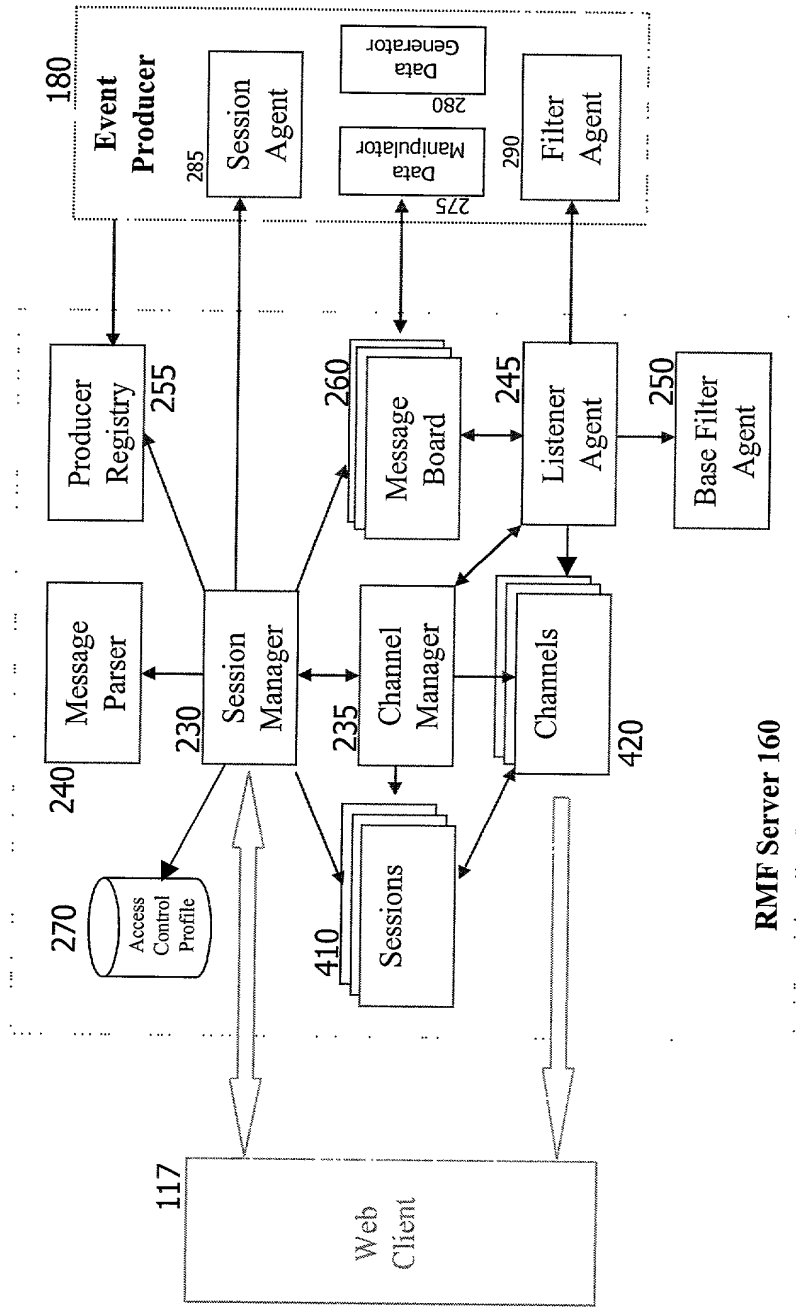 117
Web
Client
270
Access
Control
Profile
240
Message
Parser
Producer
Registry
255
180
Event
Producer
230
Session
Manager
285
Session
Agent
410
Sessions
235
Channel
Manager
260
Message
Board
Data
Manipulator
275
Data
Generator
280
Channels
420
245
Listener
Agent
290
Filter
Agent
250
Base Filter
Agent
RMF Server 160